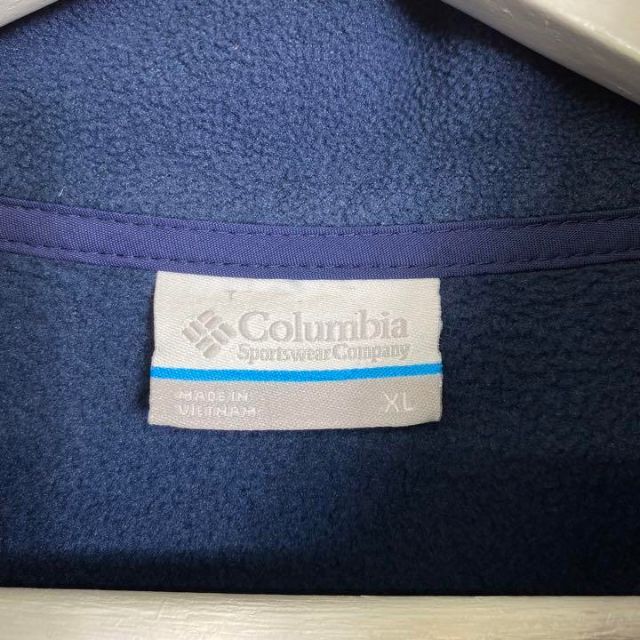 Columbia
Sportswear Company
MADE IN
VIETNAM
XL